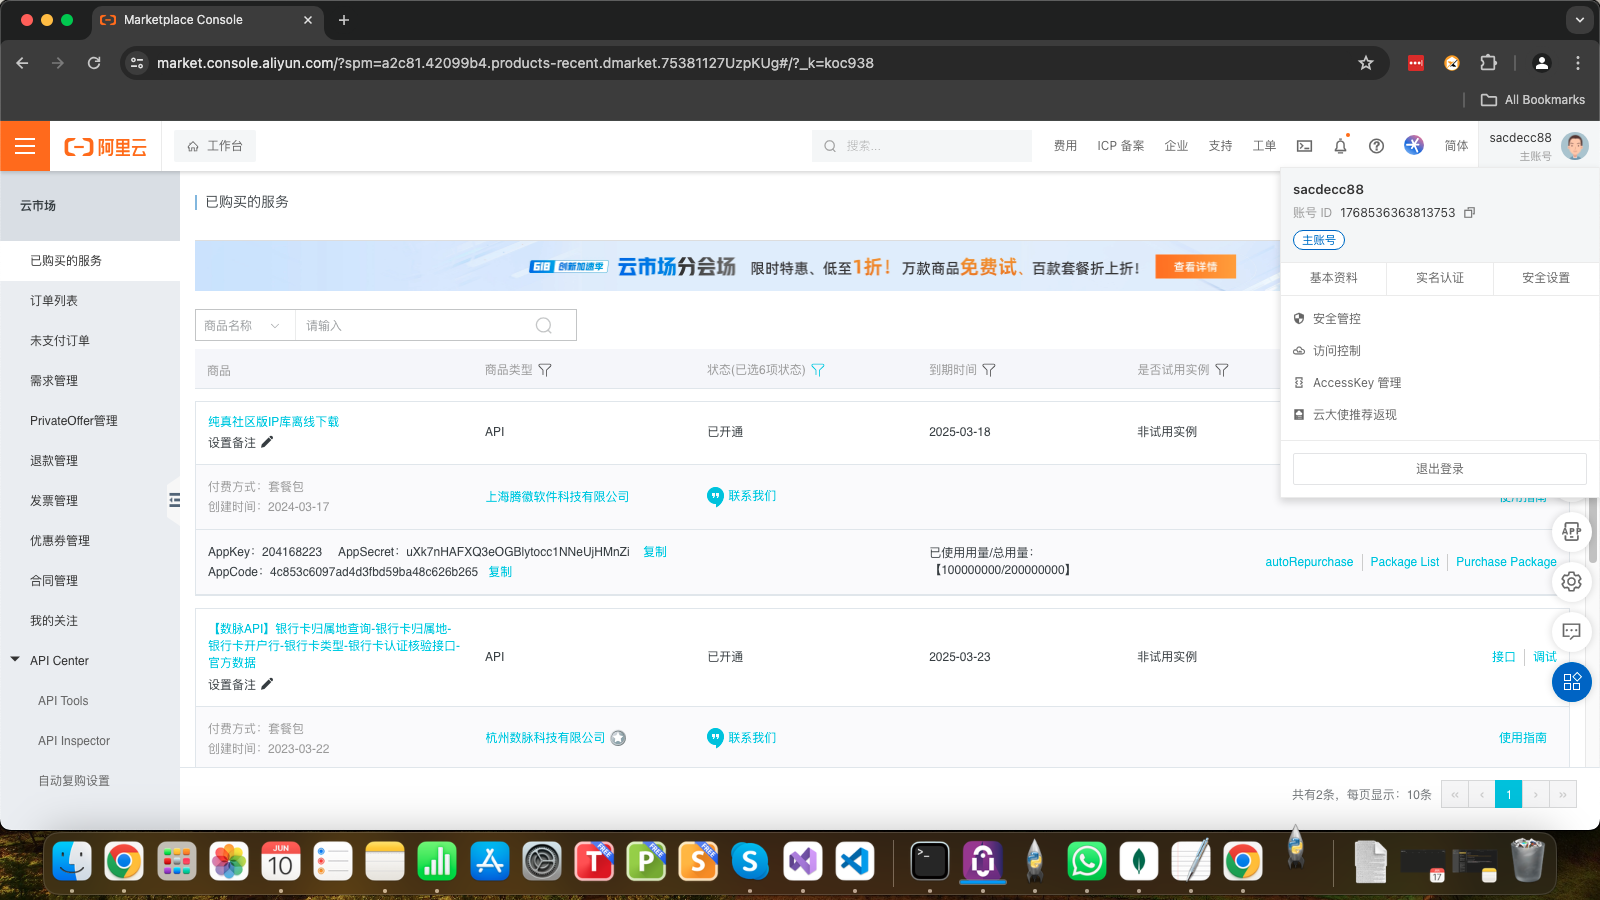 Marketplace Console
market.console.aliyun.com/?spm=a2c81.42099b4.products-recent.dmarket.75381127UzpKUg#/?_k=koc938
All Bookmarks
阿里云
工作台
搜索...
费用
ICP 备案
企业
支持
工单
简体
sacdecc88
主账号
云市场
已购买的服务
订单列表
未支付订单
需求管理
PrivateOffer管理
退款管理
发票管理
优惠券管理
合同管理
我的关注
API Center
API Tools
API Inspector
自动复购设置
已购买的服务
618 创新加速季 云市场分会场 限时特惠、低至1折！万款商品免费试、百款套餐折上折！ 查看详情
商品名称
请输入
商品
商品类型
状态(已选6项状态)
到期时间
是否试用实例
纯真社区版IP库离线下载
设置备注
API
已开通
2025-03-18
非试用实例
付费方式：套餐包
创建时间：2024-03-17
上海腾徽软件科技有限公司
联系我们
使用指南
AppKey：204168223 AppSecret：uXk7nHAFXQ3eOGBlytocc1NNeUjHMnZi 复制
AppCode：4c853c6097ad4d3fbd59ba48c626b265 复制
已使用用量/总用量：
【100000000/200000000】
autoRepurchase
Package List
Purchase Package
【数脉API】银行卡归属地查询-银行卡归属地-
银行卡开户行-银行卡类型-银行卡认证核验接口-
官方数据
设置备注
API
已开通
2025-03-23
非试用实例
接口
调试
付费方式：套餐包
创建时间：2023-03-22
杭州数脉科技有限公司
联系我们
使用指南
共有2条，每页显示：10条
«
‹
1
›
»
sacdecc88
账号 ID 1768536363813753
主账号
基本资料
实名认证
安全设置
安全管控
访问控制
AccessKey 管理
云大使推荐返现
退出登录
APP
JUN
10
T
FREE
P
FREE
S
FREE
S
17